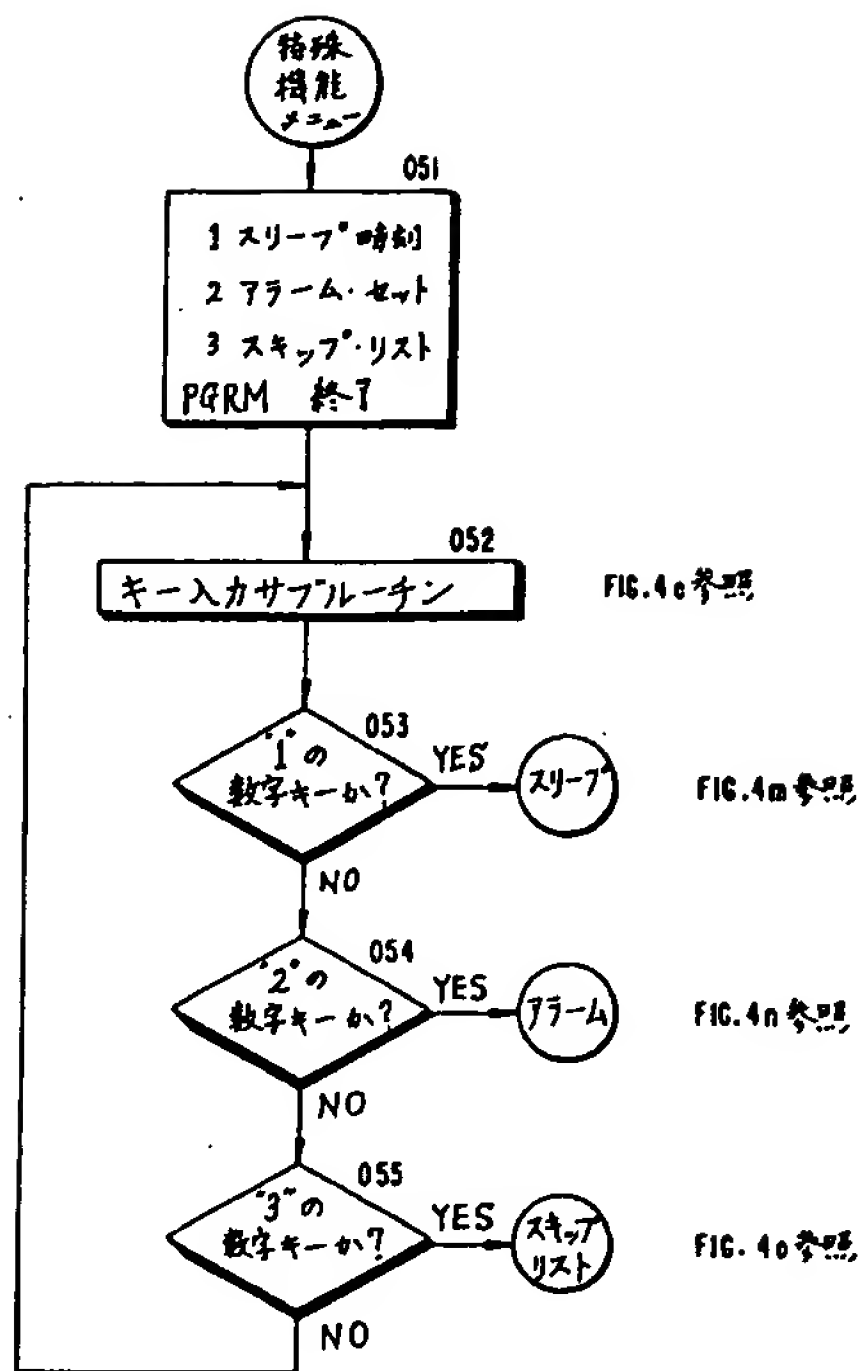 特殊
機能
メニュー
051
1 スリープ時刻
2 アラーム・セット
3 スキップ・リスト
PGRM 終了
052
キー入力サブルーチン
FIG.4c参照
053
"1"の
数字キーか?
YES
スリープ
FIG.4m参照
NO
054
"2"の
数字キーか?
YES
アラーム
FIG.4n参照
NO
055
"3"の
数字キーか?
YES
スキップ
リスト
FIG.4o参照
NO